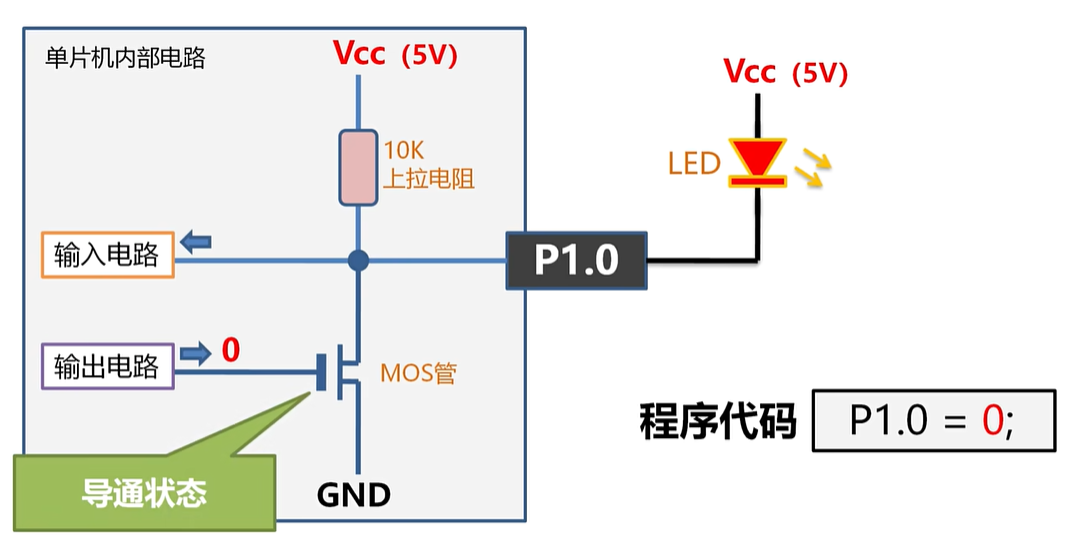 单片机内部电路
Vcc（5V）
Vcc（5V）
10K
上拉电阻
LED
输入电路
P1.0
输出电路
0
MOS管
程序代码
P1.0 = 0;
导通状态
GND